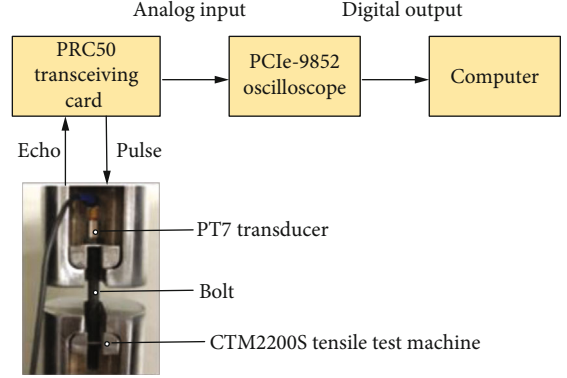 Analog input
Digital output
PRC50
transceiving
card
PCIe-9852
oscilloscope
Computer
Echo
Pulse
PT7 transducer
Bolt
CTM2200S tensile test machine